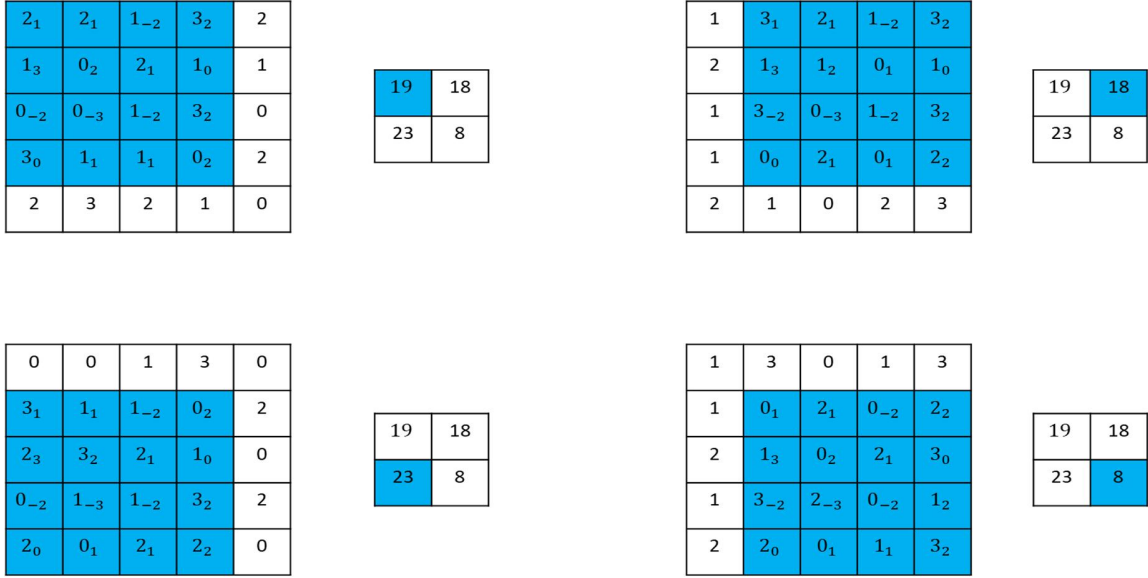 2₁ 2₁ 1₋₂ 3₂ 2
1₃ 0₂ 2₁ 1₀ 1
0₋₂ 0₋₃ 1₋₂ 3₂ 0
3₀ 1₁ 1₁ 0₂ 2
2 3 2 1 0
19 18
23 8
1 3₁ 2₁ 1₋₂ 3₂
2 1₃ 1₂ 0₁ 1₀
1 3₋₂ 0₋₃ 1₋₂ 3₂
1 0₀ 2₁ 0₁ 2₂
2 1 0 2 3
19 18
23 8
0 0 1 3 0
3₁ 1₁ 1₋₂ 0₂ 2
2₃ 3₂ 2₁ 1₀ 0
0₋₂ 1₋₃ 1₋₂ 3₂ 2
2₀ 0₁ 2₁ 2₂ 0
19 18
23 8
1 3 0 1 3
1 0₁ 2₁ 0₋₂ 2₂
2 1₃ 0₂ 2₁ 3₀
1 3₋₂ 2₋₃ 0₋₂ 1₂
2 2₀ 0₁ 1₁ 3₂
19 18
23 8